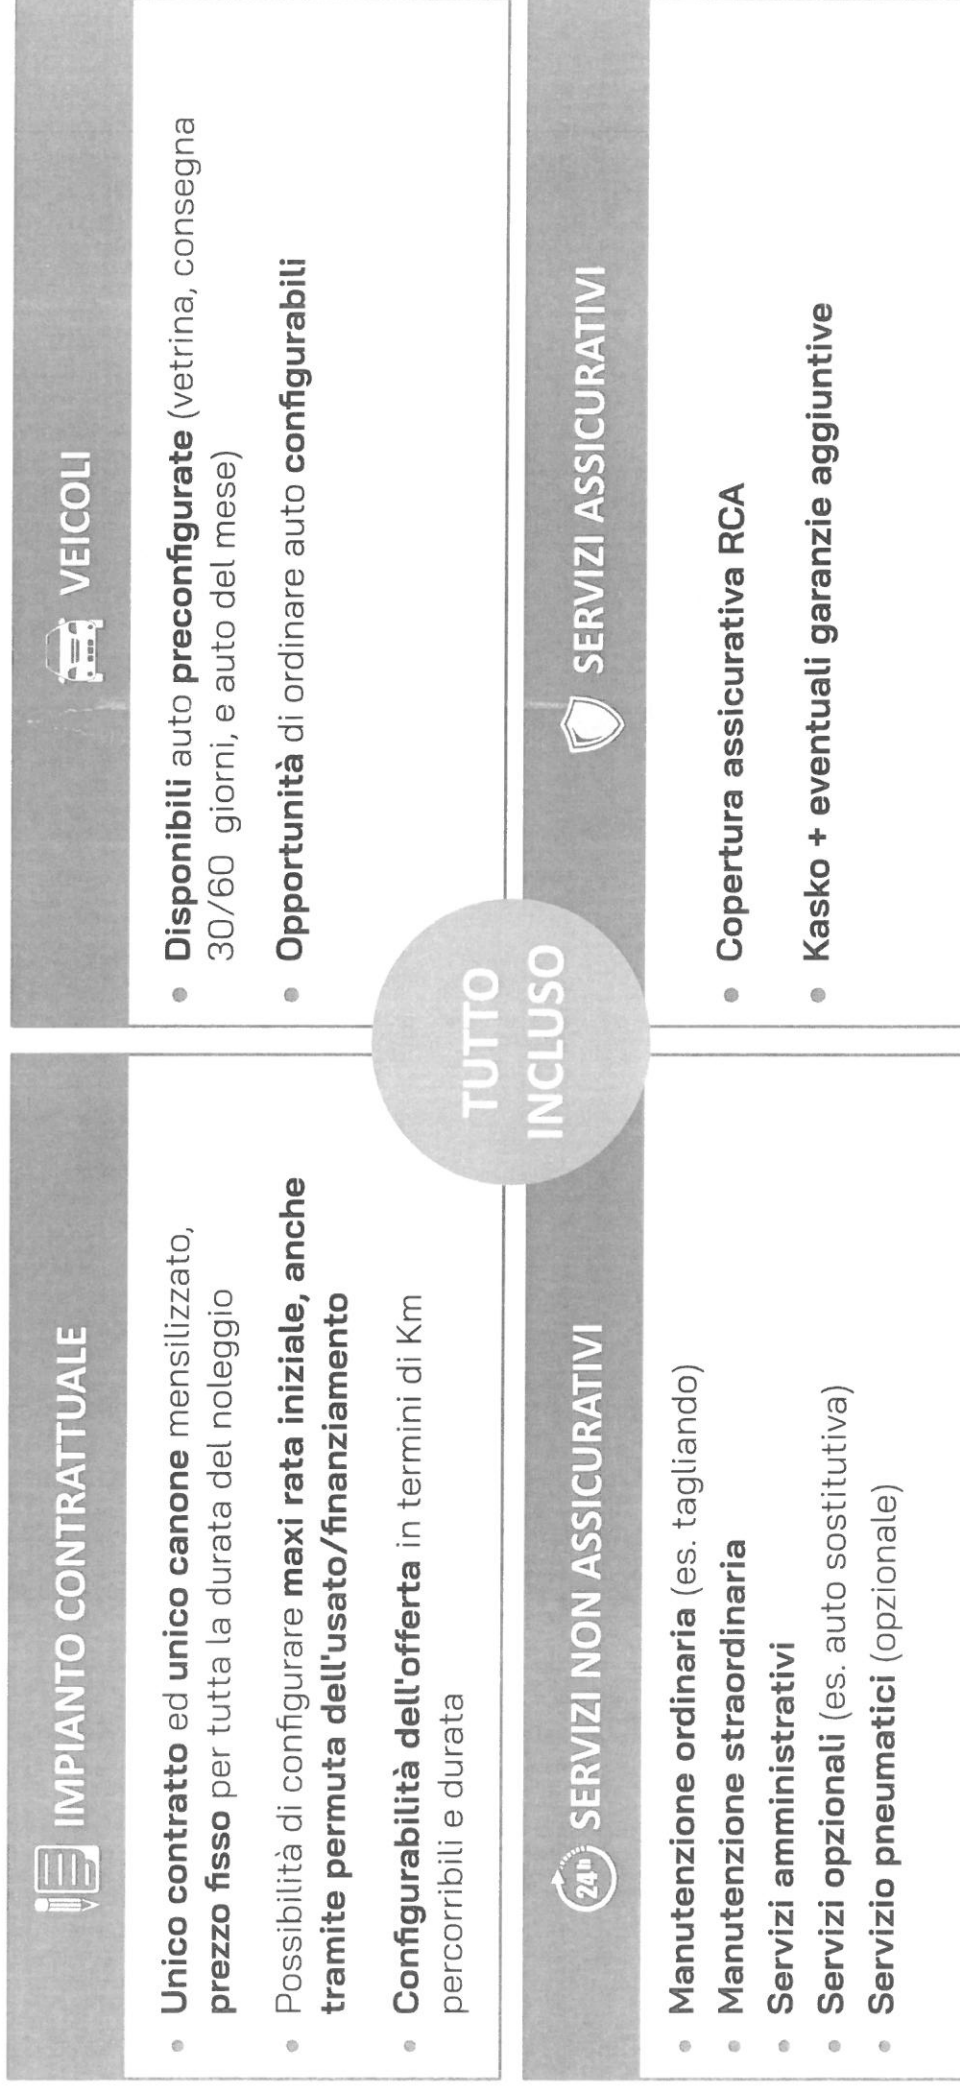 IMPIANTO CONTRATTUALE
• Unico contratto ed unico canone mensilizzato,
prezzo fisso per tutta la durata del noleggio
• Possibilità di configurare maxi rata iniziale, anche
tramite permuta dell'usato/finanziamento
• Configurabilità dell'offerta in termini di Km
percorribili e durata
VEICOLI
• Disponibili auto preconfigurate (vetrina, consegna
30/60 giorni, e auto del mese)
• Opportunità di ordinare auto configurabili
TUTTO
INCLUSO
24h
SERVIZI NON ASSICURATIVI
• Manutenzione ordinaria (es. tagliando)
• Manutenzione straordinaria
• Servizi amministrativi
• Servizi opzionali (es. auto sostitutiva)
• Servizio pneumatici (opzionale)
SERVIZI ASSICURATIVI
• Copertura assicurativa RCA
• Kasko + eventuali garanzie aggiuntive